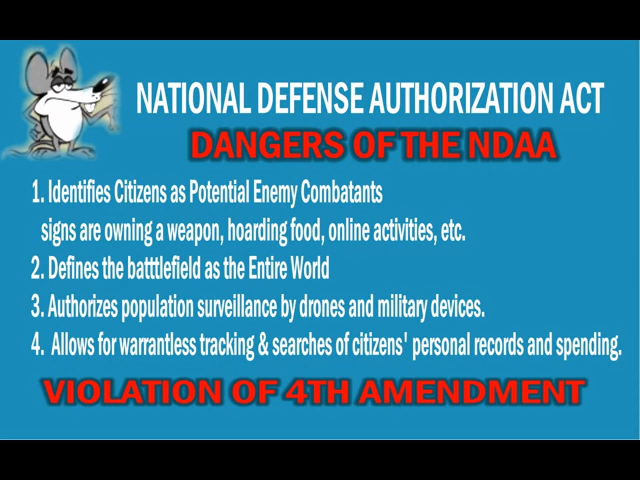 NATIONAL DEFENSE AUTHORIZATION ACT
DANGERS OF THE NDAA
1. Identifies Citizens as Potential Enemy Combatants
signs are owning a weapon, hoarding food, online activities, etc.
2. Defines the batttlefield as the Entire World
3. Authorizes population surveillance by drones and military devices.
4. Allows for warrantless tracking & searches of citizens' personal records and spending.
VIOLATION OF 4TH AMENDMENT